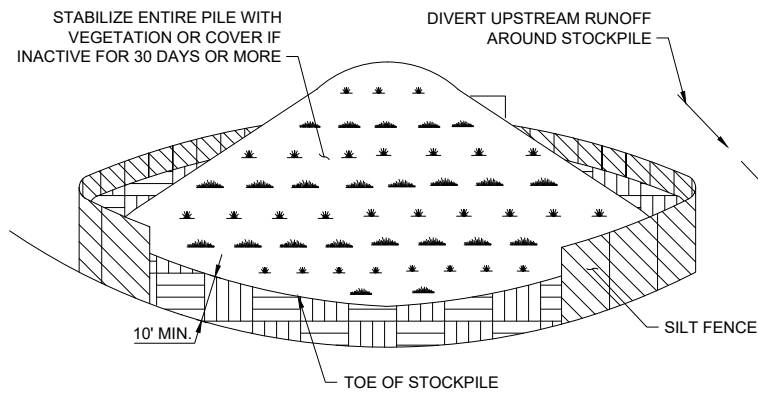 STABILIZE ENTIRE PILE WITH
VEGETATION OR COVER IF
INACTIVE FOR 30 DAYS OR MORE
DIVERT UPSTREAM RUNOFF
AROUND STOCKPILE
10' MIN.
SILT FENCE
TOE OF STOCKPILE